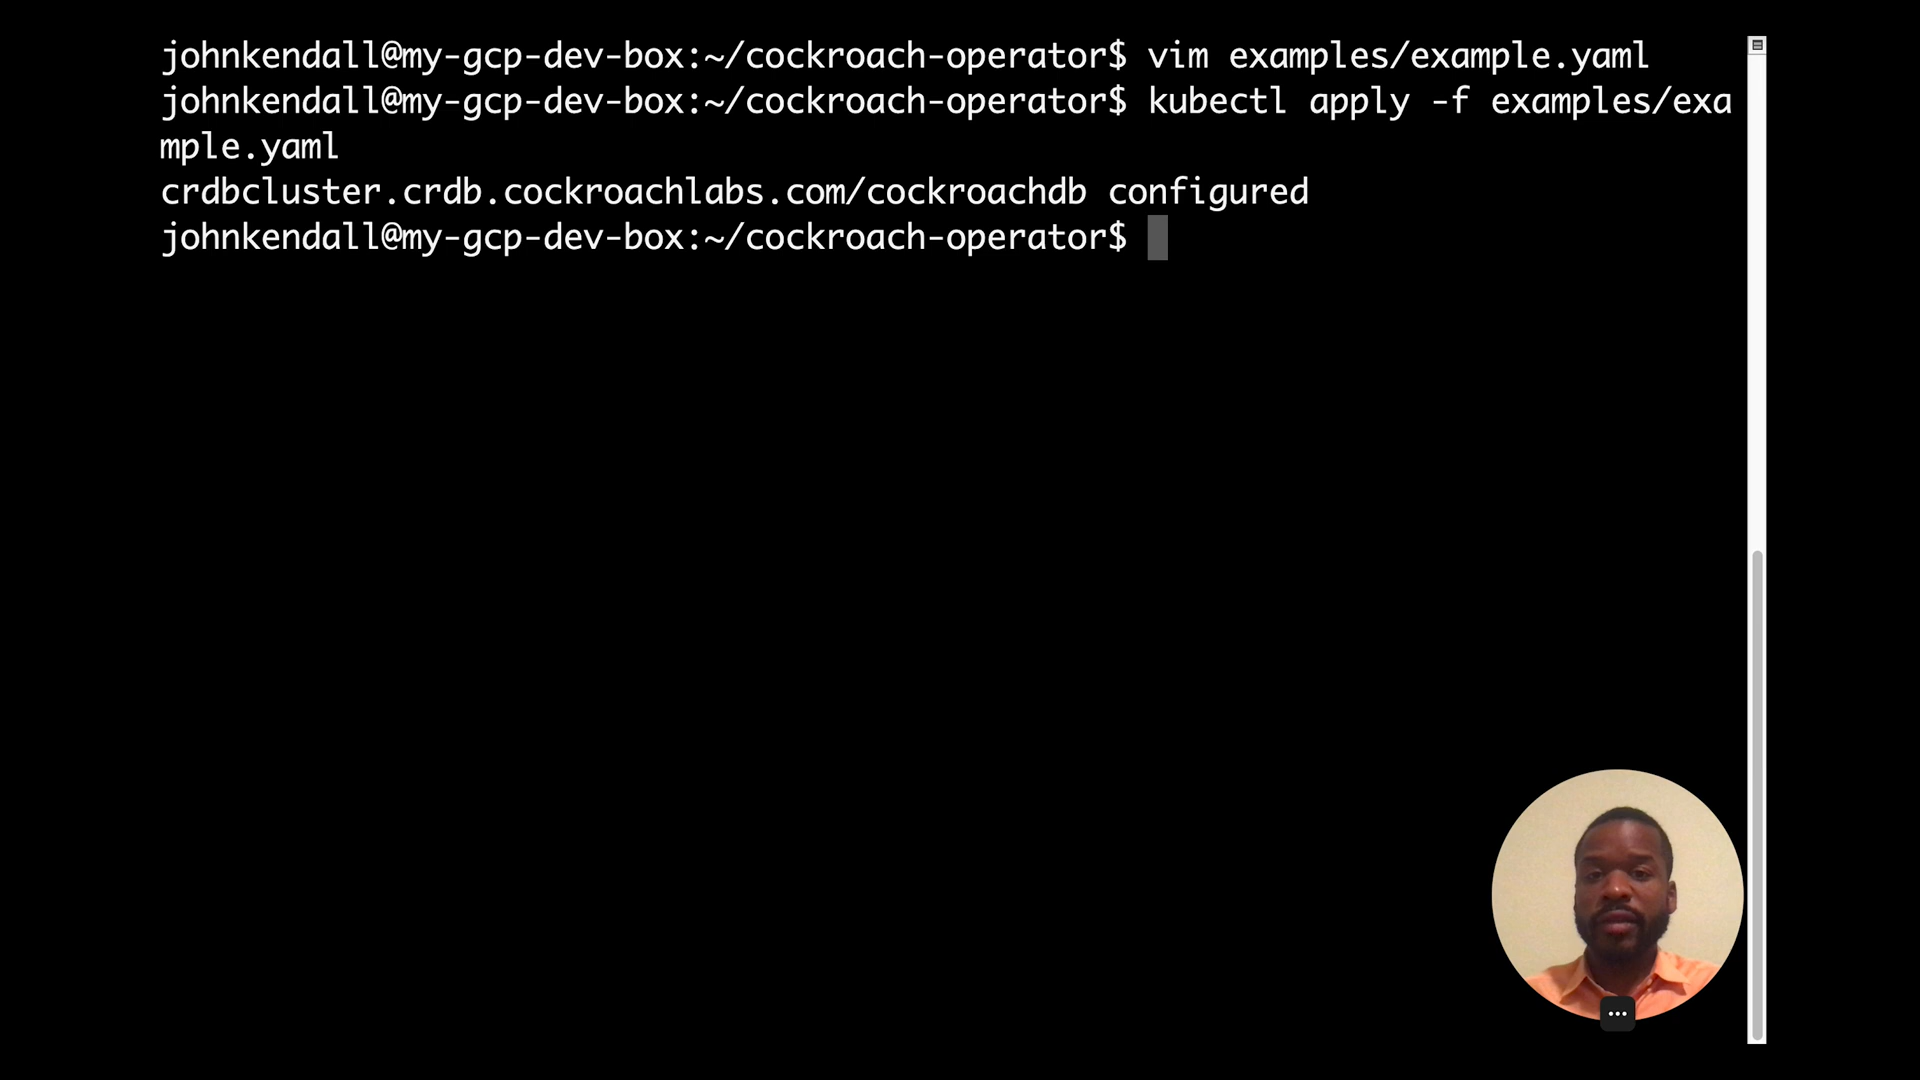 johnkendall@my-gcp-dev-box:~/cockroach-operator$ vim examples/example.yaml
johnkendall@my-gcp-dev-box:~/cockroach-operator$ kubectl apply -f examples/exa
mple.yaml
crdbcluster.crdb.cockroachlabs.com/cockroachdb configured
johnkendall@my-gcp-dev-box:~/cockroach-operator$